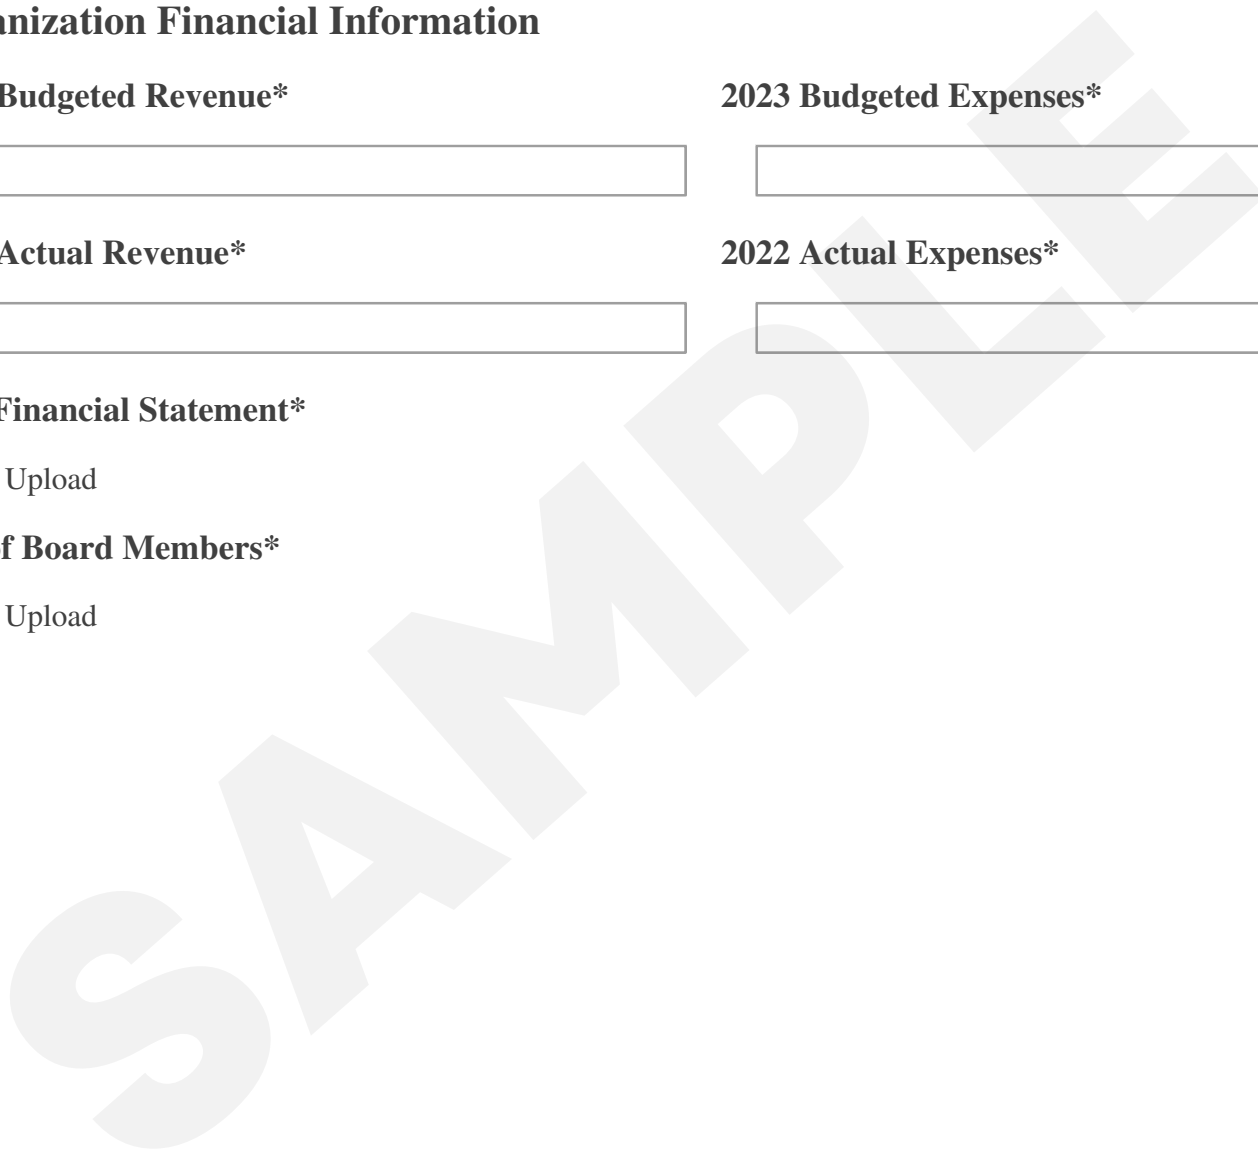 anization Financial Information
Budgeted Revenue*
2023 Budgeted Expenses*
Actual Revenue*
2022 Actual Expenses*
Financial Statement*
Upload
of Board Members*
Upload
SAMPLE